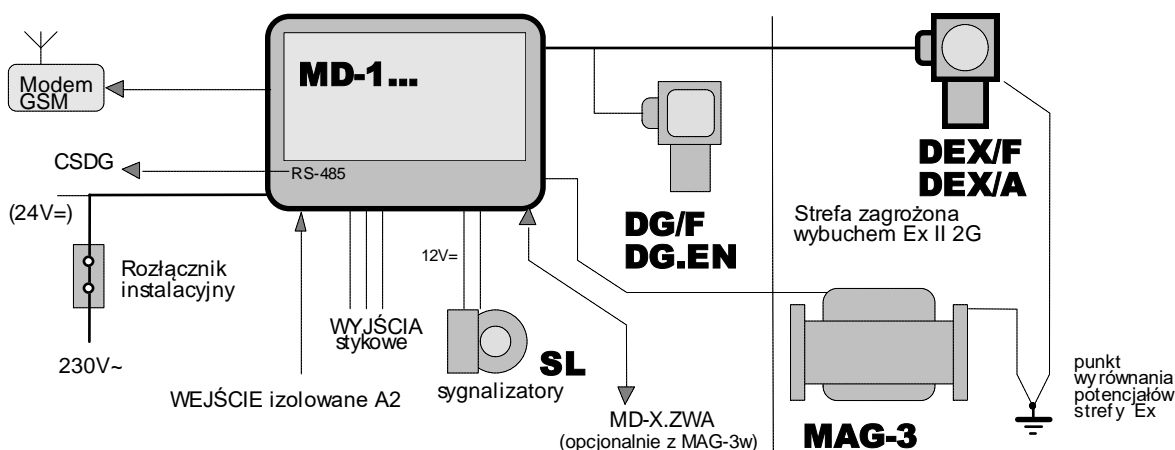 Modem
GSM
MD-1...
CSDG
RS-485
(24V=)
Rozłącznik
instalacyjny
230V~
WYJŚCIA
stykowe
WEJŚCIE izolowane A2
12V=
SL
sygnalizatory
MD-X.ZWA
(opcjonalnie z MAG-3w)
DG/F
DG.EN
DEX/F
DEX/A
Strefa zagrożona
wybuchem Ex II 2G
MAG-3
punkt
wyrównania
potencjałów
strefy Ex